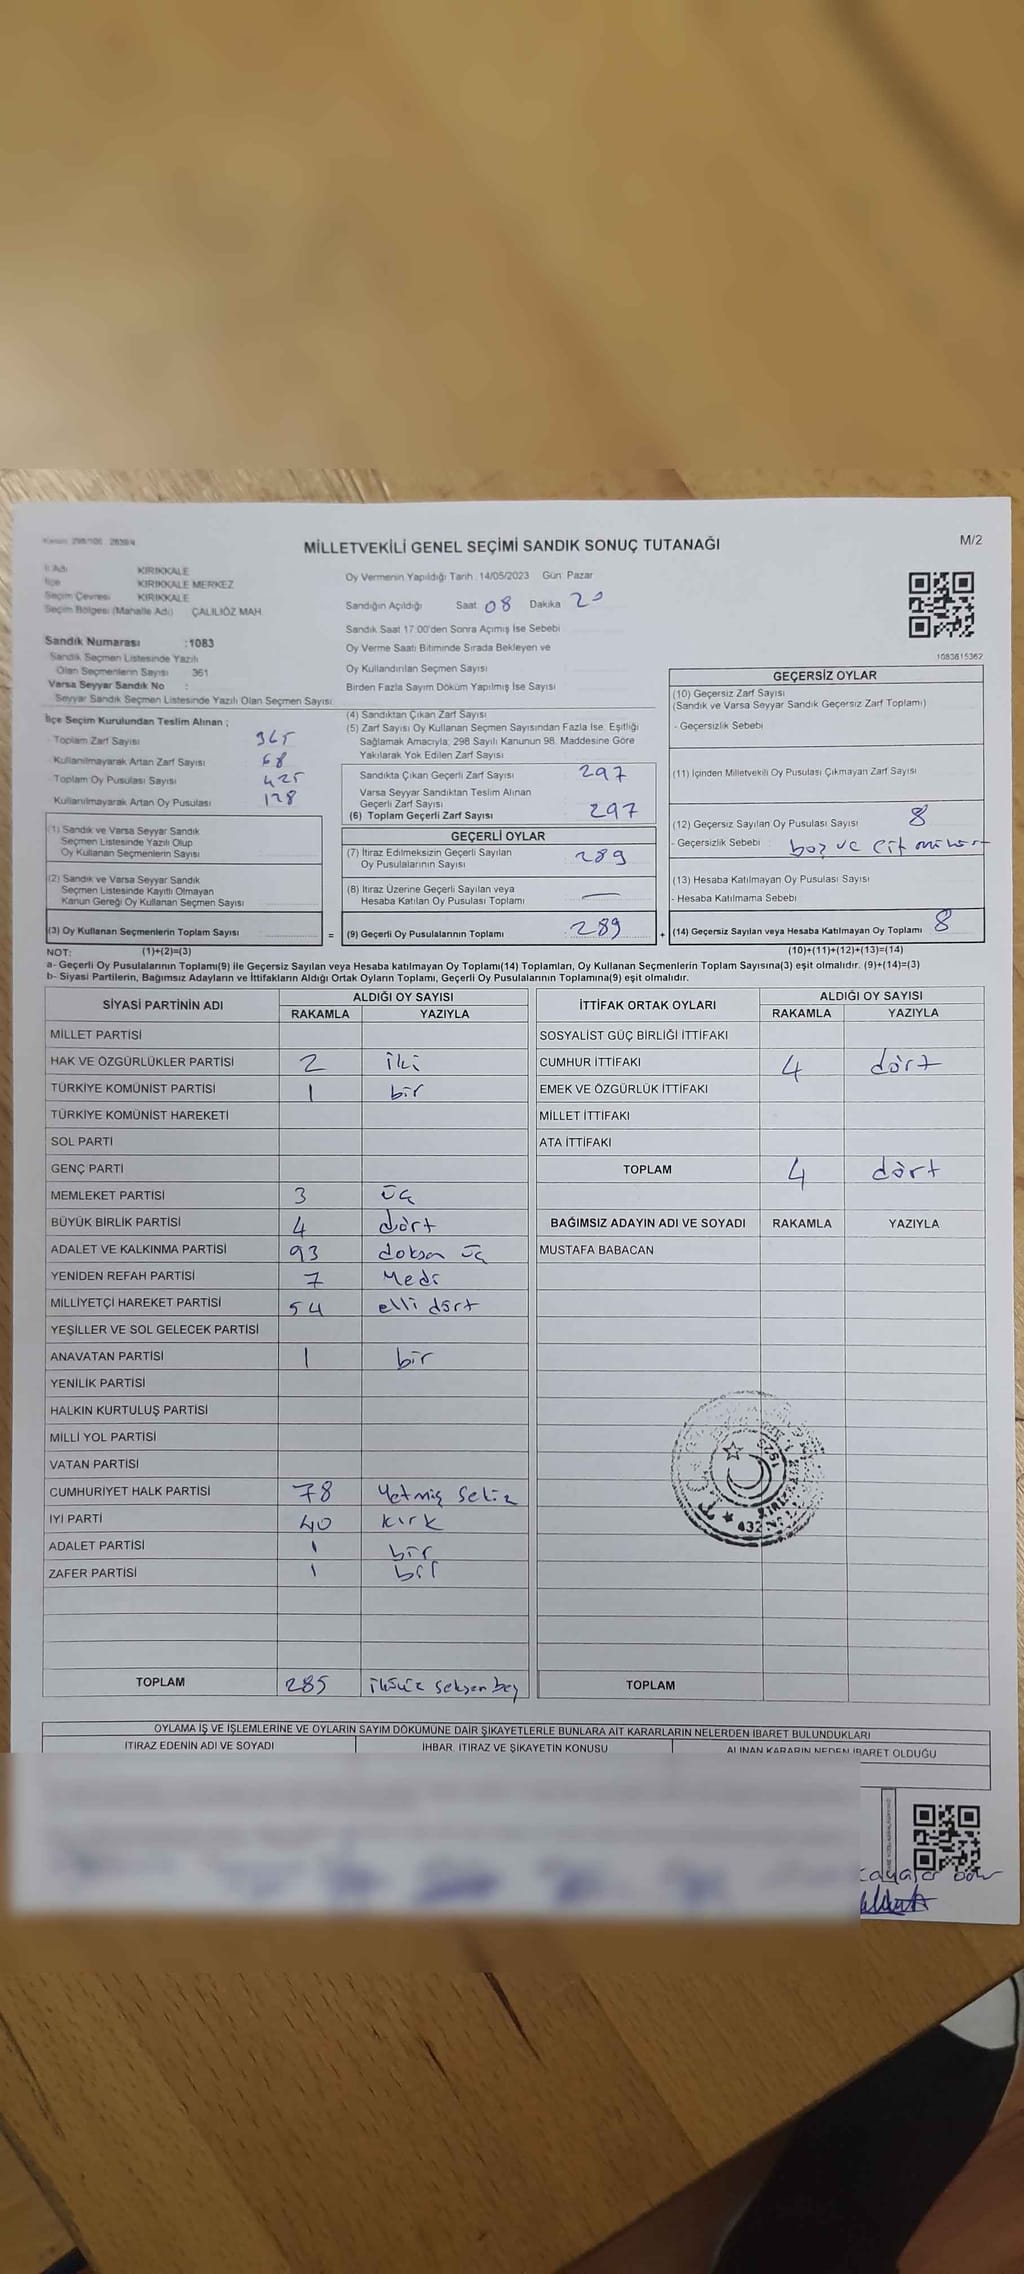 Kanun: 298/106 2839/4
MİLLETVEKİLİ GENEL SEÇİMİ SANDIK SONUÇ TUTANAĞI
M/2
İl Adı KIRIKKALE
İlçe KIRIKKALE MERKEZ
Seçim Çevresi KIRIKKALE
Seçim Bölgesi (Mahalle Adı) : ÇALILIÖZ MAH.
Sandık Numarası :1083
Sandık Seçmen Listesinde Yazılı
Olan Seçmenlerin Sayısı 361
Varsa Seyyar Sandık No :
Seyyar Sandık Seçmen Listesinde Yazılı Olan Seçmen Sayısı
Oy Vermenin Yapıldığı Tarih :14/05/2023 Gün: Pazar
Sandığın Açıldığı Saat 08 Dakika 20
Sandık Saat 17:00'den Sonra Açımış İse Sebebi
Oy Verme Saati Bitiminde Sırada Bekleyen ve
Oy Kullandırılan Seçmen Sayısı
Birden Fazla Sayım Döküm Yapılmış İse Sayısı
1083615362
İlçe Seçim Kurulundan Teslim Alınan ;
- Toplam Zarf Sayısı 365
- Kullanılmayarak Artan Zarf Sayısı 68
- Toplam Oy Pusulası Sayısı 425
Kullanılmayarak Artan Oy Pusulası 128
(1) Sandık ve Varsa Seyyar Sandık
Seçmen Listesinde Yazılı Olup
Oy Kullanan Seçmenlerin Sayısı
(2) Sandık ve Varsa Seyyar Sandık
Seçmen Listesinde Kayıtlı Olmayan
Kanun Gereği Oy Kullanan Seçmen Sayısı
(3) Oy Kullanan Seçmenlerin Toplam Sayısı
=
(4) Sandıktan Çıkan Zarf Sayısı
(5) Zarf Sayısı Oy Kullanan Seçmen Sayısından Fazla İse, Eşitliği
Sağlamak Amacıyla, 298 Sayılı Kanunun 98. Maddesine Göre
Yakılarak Yok Edilen Zarf Sayısı
Sandıkta Çıkan Geçerli Zarf Sayısı 297
Varsa Seyyar Sandıktan Teslim Alınan
Geçerli Zarf Sayısı
(6) Toplam Geçerli Zarf Sayısı 297
GEÇERLİ OYLAR
(7) İtiraz Edilmeksizin Geçerli Sayılan
Oy Pusulalarının Sayısı 289
(8) İtiraz Üzerine Geçerli Sayılan veya
Hesaba Katılan Oy Pusulası Toplamı —
(9) Geçerli Oy Pusulalarının Toplamı 289
+
GEÇERSİZ OYLAR
(10) Geçersiz Zarf Sayısı
(Sandık ve Varsa Seyyar Sandık Geçersiz Zarf Toplamı)
- Geçersizlik Sebebi
(11) İçinden Milletvekili Oy Pusulası Çıkmayan Zarf Sayısı
(12) Geçersiz Sayılan Oy Pusulası Sayısı 8
- Geçersizlik Sebebi : boş ve çift mühür
(13) Hesaba Katılmayan Oy Pusulası Sayısı
- Hesaba Katılmama Sebebi
(14) Geçersiz Sayılan veya Hesaba Katılmayan Oy Toplamı 8
NOT: (1)+(2)=(3)
(10)+(11)+(12)+(13)=(14)
a- Geçerli Oy Pusulalarının Toplamı(9) ile Geçersiz Sayılan veya Hesaba katılmayan Oy Toplamı(14) Toplamları, Oy Kullanan Seçmenlerin Toplam Sayısına(3) eşit olmalıdır. (9)+(14)=(3)
b- Siyasi Partilerin, Bağımsız Adayların ve İttifakların Aldığı Ortak Oyların Toplamı, Geçerli Oy Pusulalarının Toplamına(9) eşit olmalıdır.
SİYASİ PARTİNİN ADI ALDIĞI OY SAYISI
RAKAMLA YAZIYLA
MİLLET PARTİSİ
HAK VE ÖZGÜRLÜKLER PARTİSİ 2 iki
TÜRKİYE KOMÜNİST PARTİSİ 1 bir
TÜRKİYE KOMÜNİST HAREKETİ
SOL PARTİ
GENÇ PARTİ
MEMLEKET PARTİSİ 3 üç
BÜYÜK BİRLİK PARTİSİ 4 dört
ADALET VE KALKINMA PARTİSİ 93 doksan üç
YENİDEN REFAH PARTİSİ 7 Yedi
MİLLİYETÇİ HAREKET PARTİSİ 54 elli dört
YEŞİLLER VE SOL GELECEK PARTİSİ
ANAVATAN PARTİSİ 1 bir
YENİLİK PARTİSİ
HALKIN KURTULUŞ PARTİSİ
MİLLİ YOL PARTİSİ
VATAN PARTİSİ
CUMHURİYET HALK PARTİSİ 78 Yetmiş sekiz
İYİ PARTİ 40 kırk
ADALET PARTİSİ 1 bir
ZAFER PARTİSİ 1 bir
TOPLAM 285 ikiyüz seksen beş
İTTİFAK ORTAK OYLARI ALDIĞI OY SAYISI
RAKAMLA YAZIYLA
SOSYALİST GÜÇ BİRLİĞİ İTTİFAKI
CUMHUR İTTİFAKI 4 dört
EMEK VE ÖZGÜRLÜK İTTİFAKI
MİLLET İTTİFAKI
ATA İTTİFAKI
TOPLAM 4 dört
BAĞIMSIZ ADAYIN ADI VE SOYADI RAKAMLA YAZIYLA
MUSTAFA BABACAN
TOPLAM
OYLAMA İŞ VE İŞLEMLERİNE VE OYLARIN SAYIM DÖKÜMÜNE DAİR ŞİKAYETLERLE BUNLARA AİT KARARLARIN NELERDEN İBARET BULUNDUKLARI
İTİRAZ EDENİN ADI VE SOYADI İHBAR, İTİRAZ VE ŞİKAYETİN KONUSU ALINAN KARARIN NEDEN İBARET OLDUĞU